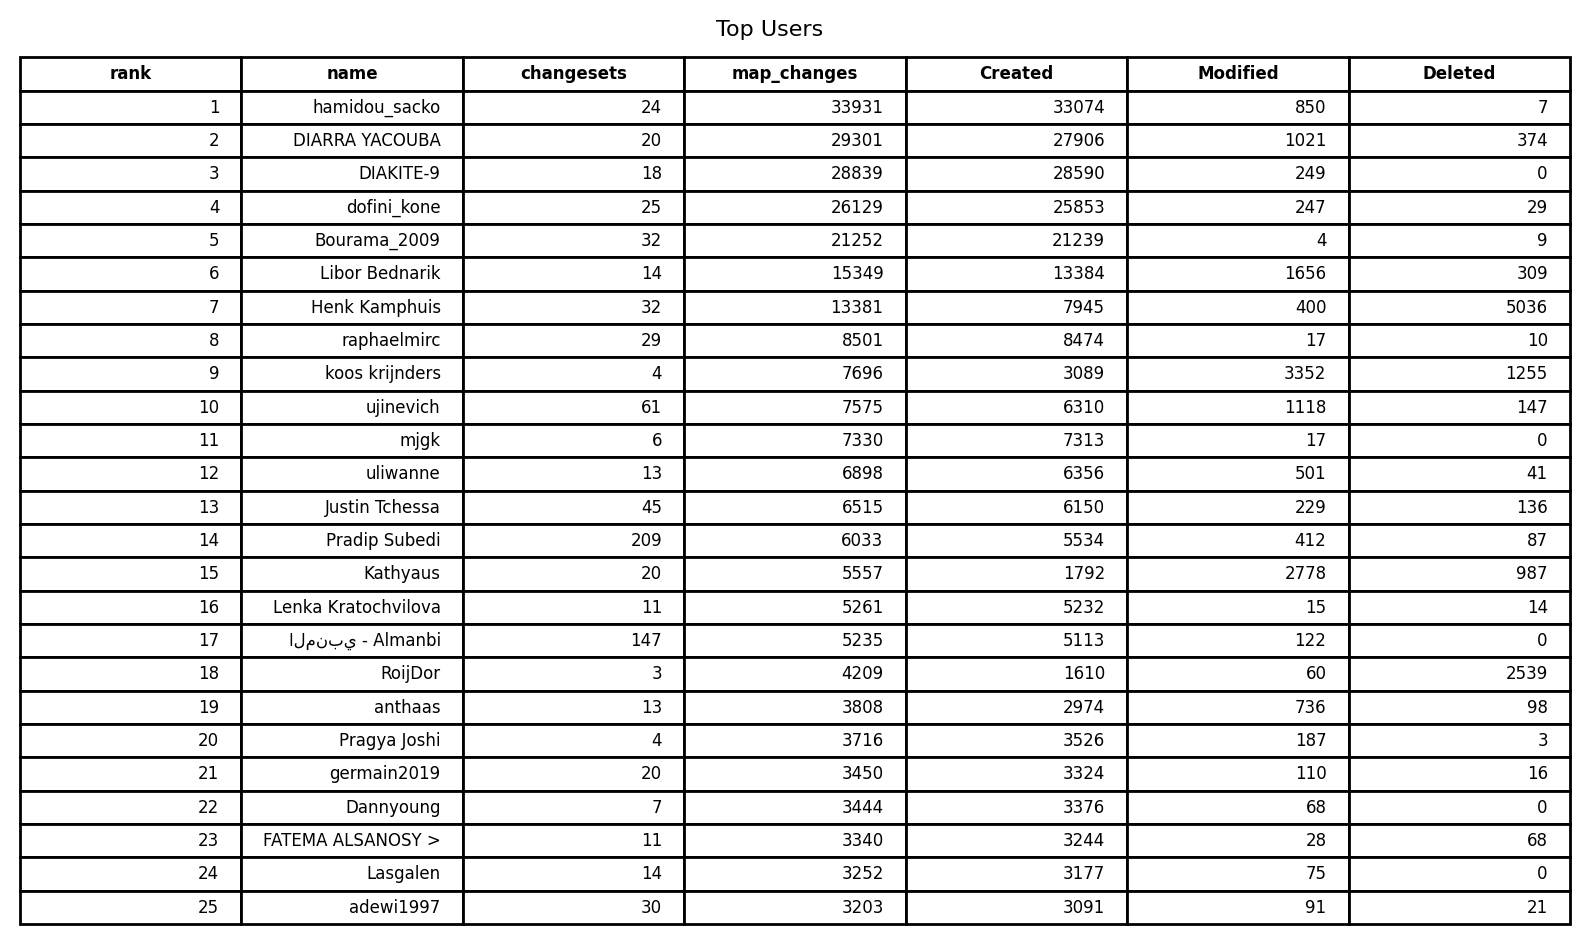 Top Users
rank name changesets map_changes Created Modified Deleted
1 hamidou_sacko 24 33931 33074 850 7
2 DIARRA YACOUBA 20 29301 27906 1021 374
3 DIAKITE-9 18 28839 28590 249 0
4 dofini_kone 25 26129 25853 247 29
5 Bourama_2009 32 21252 21239 4 9
6 Libor Bednarik 14 15349 13384 1656 309
7 Henk Kamphuis 32 13381 7945 400 5036
8 raphaelmirc 29 8501 8474 17 10
9 koos krijnders 4 7696 3089 3352 1255
10 ujinevich 61 7575 6310 1118 147
11 mjgk 6 7330 7313 17 0
12 uliwanne 13 6898 6356 501 41
13 Justin Tchessa 45 6515 6150 229 136
14 Pradip Subedi 209 6033 5534 412 87
15 Kathyaus 20 5557 1792 2778 987
16 Lenka Kratochvilova 11 5261 5232 15 14
17 المنبي - Almanbi 147 5235 5113 122 0
18 RoijDor 3 4209 1610 60 2539
19 anthaas 13 3808 2974 736 98
20 Pragya Joshi 4 3716 3526 187 3
21 germain2019 20 3450 3324 110 16
22 Dannyoung 7 3444 3376 68 0
23 FATEMA ALSANOSY > 11 3340 3244 28 68
24 Lasgalen 14 3252 3177 75 0
25 adewi1997 30 3203 3091 91 21